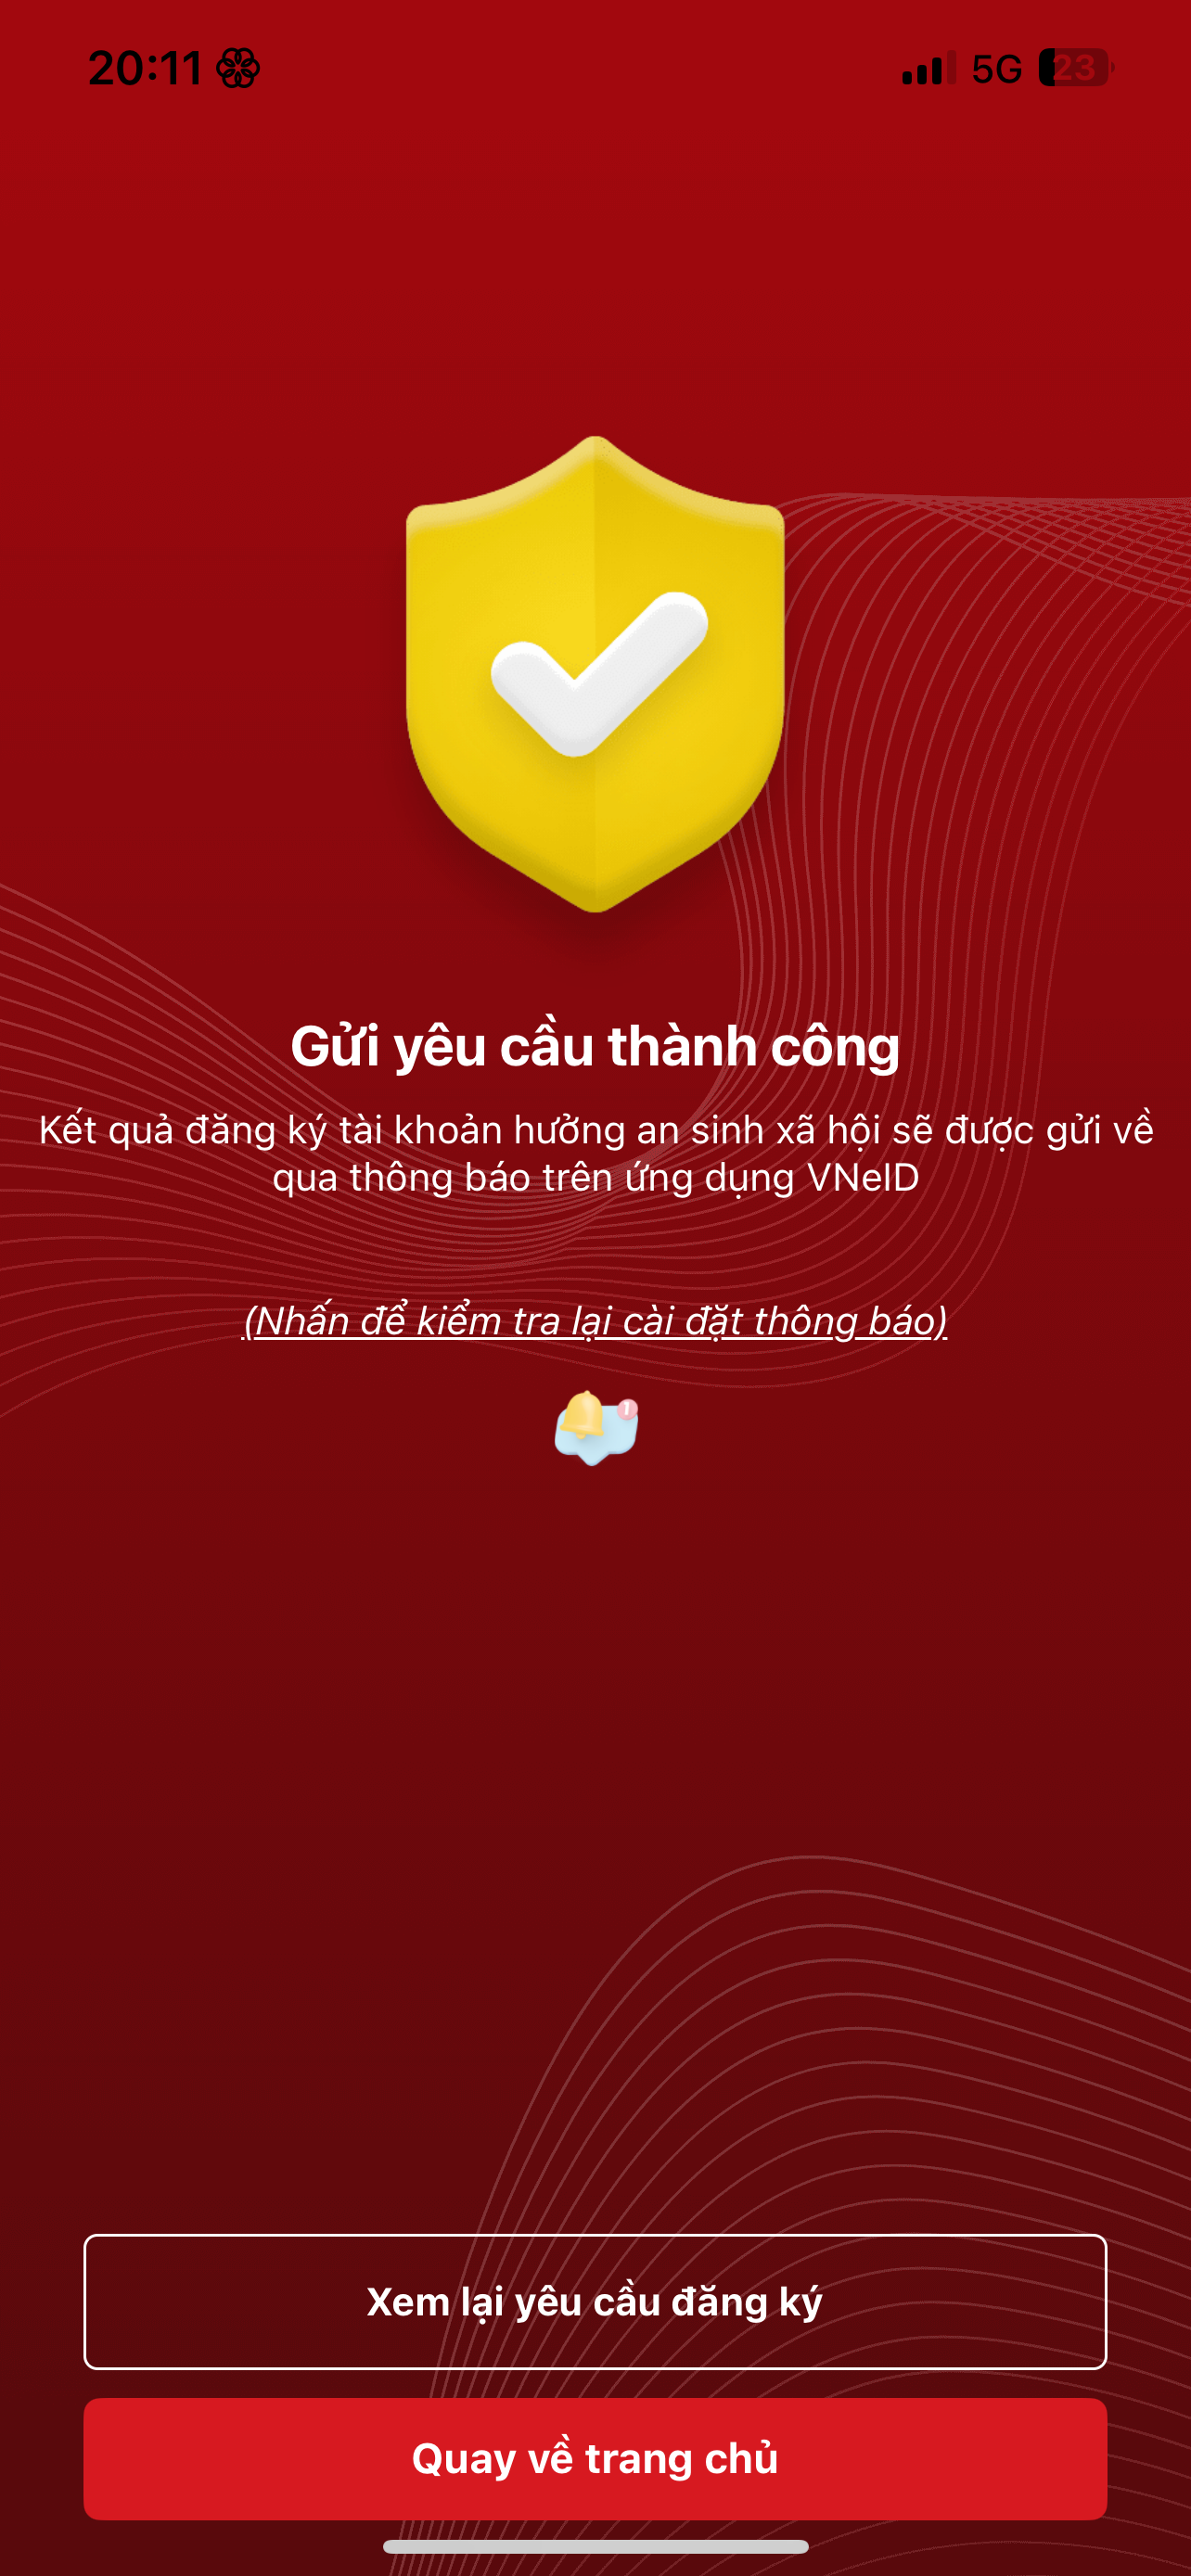 20:11 5G 23
Gửi yêu cầu thành công
Kết quả đăng ký tài khoản hưởng an sinh xã hội sẽ được gửi về
qua thông báo trên ứng dụng VNeID
(Nhấn để kiểm tra lại cài đặt thông báo)
1
Xem lại yêu cầu đăng ký
Quay về trang chủ